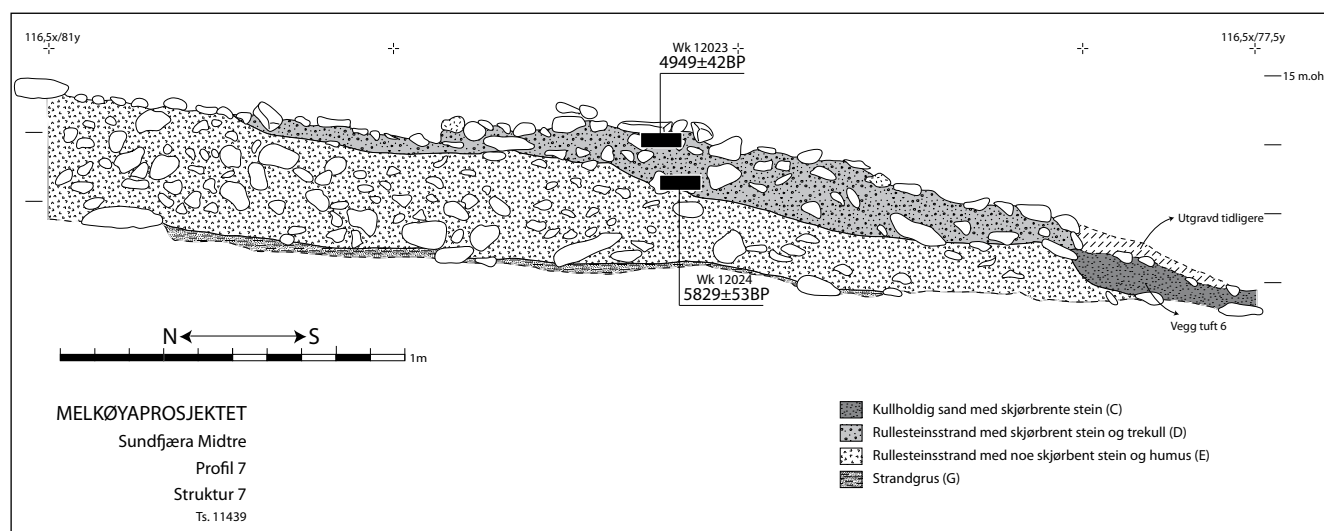 116,5x/81y
116,5x/77,5y
Wk 12023
4949±42BP
15 m.oh
Utgravd tidligere
Wk 12024
5829±53BP
Vegg tuft 6
N S
1m
MELKØYAPROSJEKTET
Sundfjæra Midtre
Profil 7
Struktur 7
Ts. 11439
Kullholdig sand med skjørbrente stein (C)
Rullesteinsstrand med skjørbrent stein og trekull (D)
Rullesteinsstrand med noe skjørbent stein og humus (E)
Strandgrus (G)